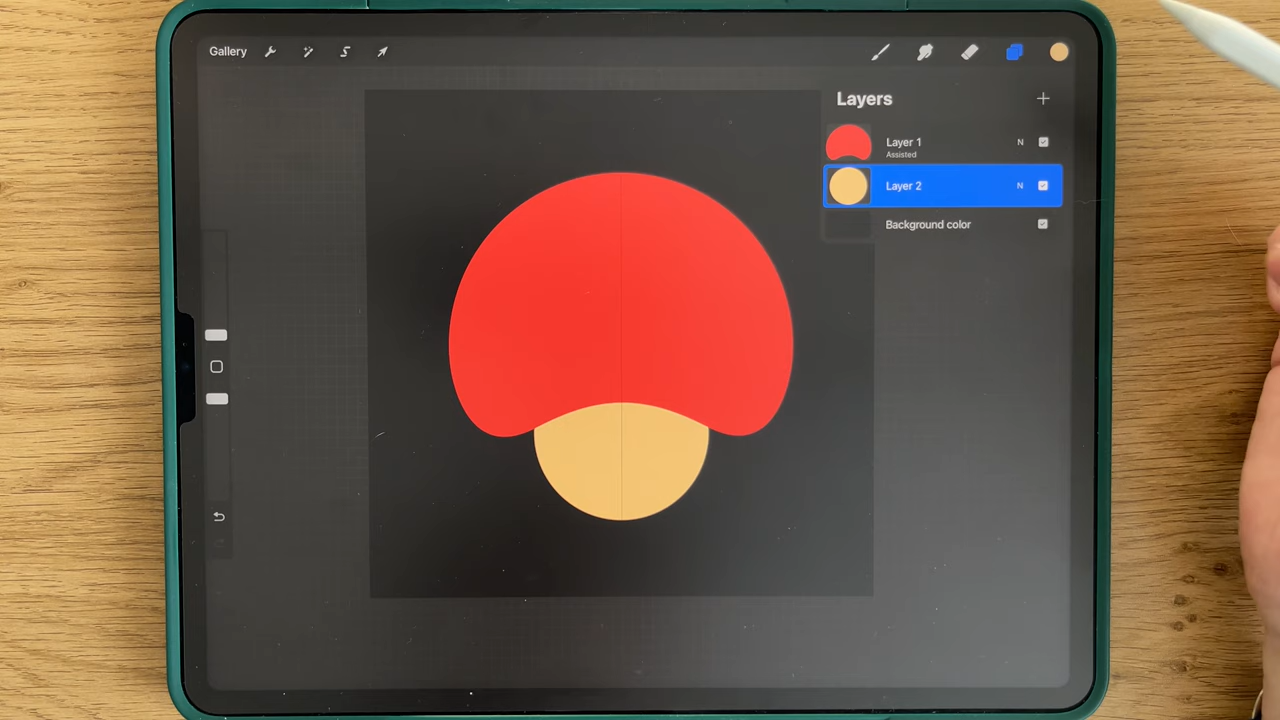 Gallery
Layers
Layer 1
N
Assisted
Layer 2
N
Background color